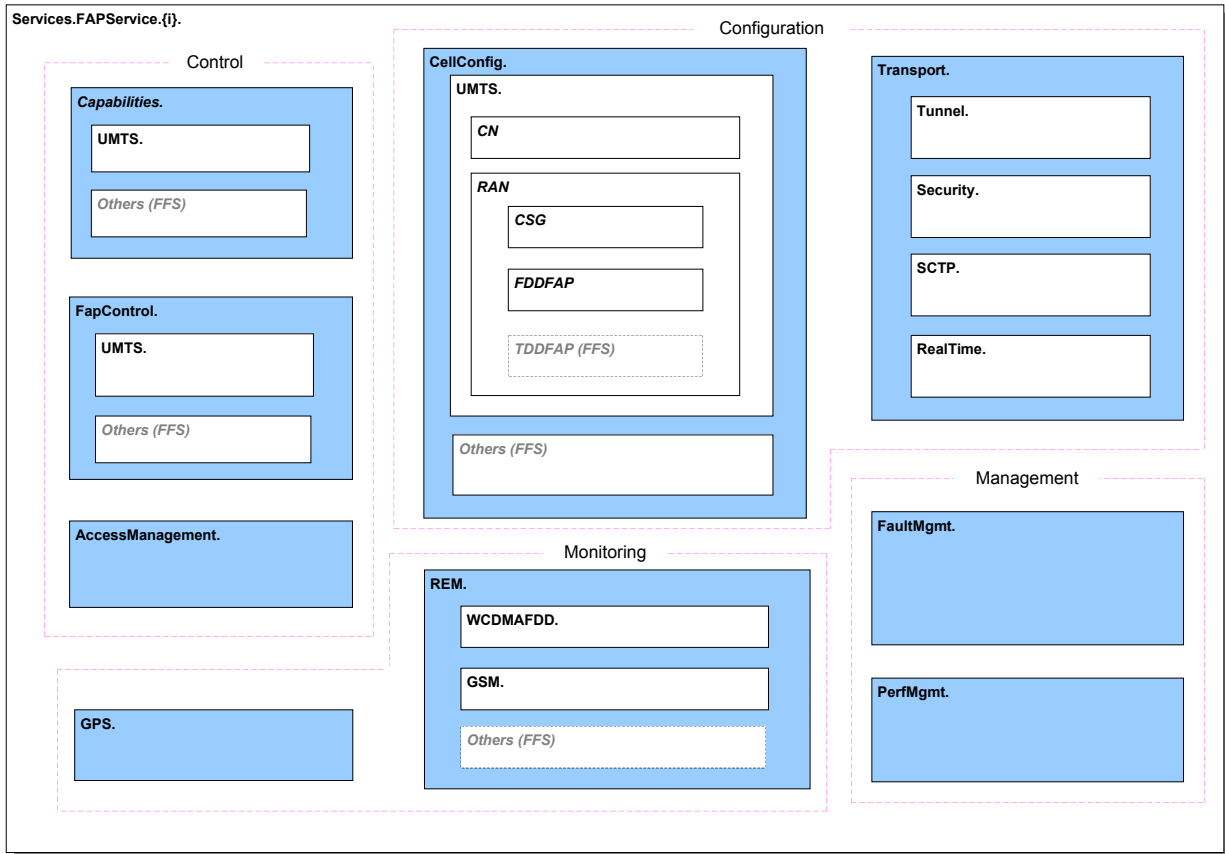 Services.FAPService.{i}.
Control
Capabilities.
UMTS.
Others (FFS)
FapControl.
UMTS.
Others (FFS)
AccessManagement.
Configuration
CellConfig.
UMTS.
CN
RAN
CSG
FDDFAP
TDDFAP (FFS)
Others (FFS)
Transport.
Tunnel.
Security.
SCTP.
RealTime.
Monitoring
REM.
WCDMAFDD.
GSM.
Others (FFS)
GPS.
Management
FaultMgmt.
PerfMgmt.